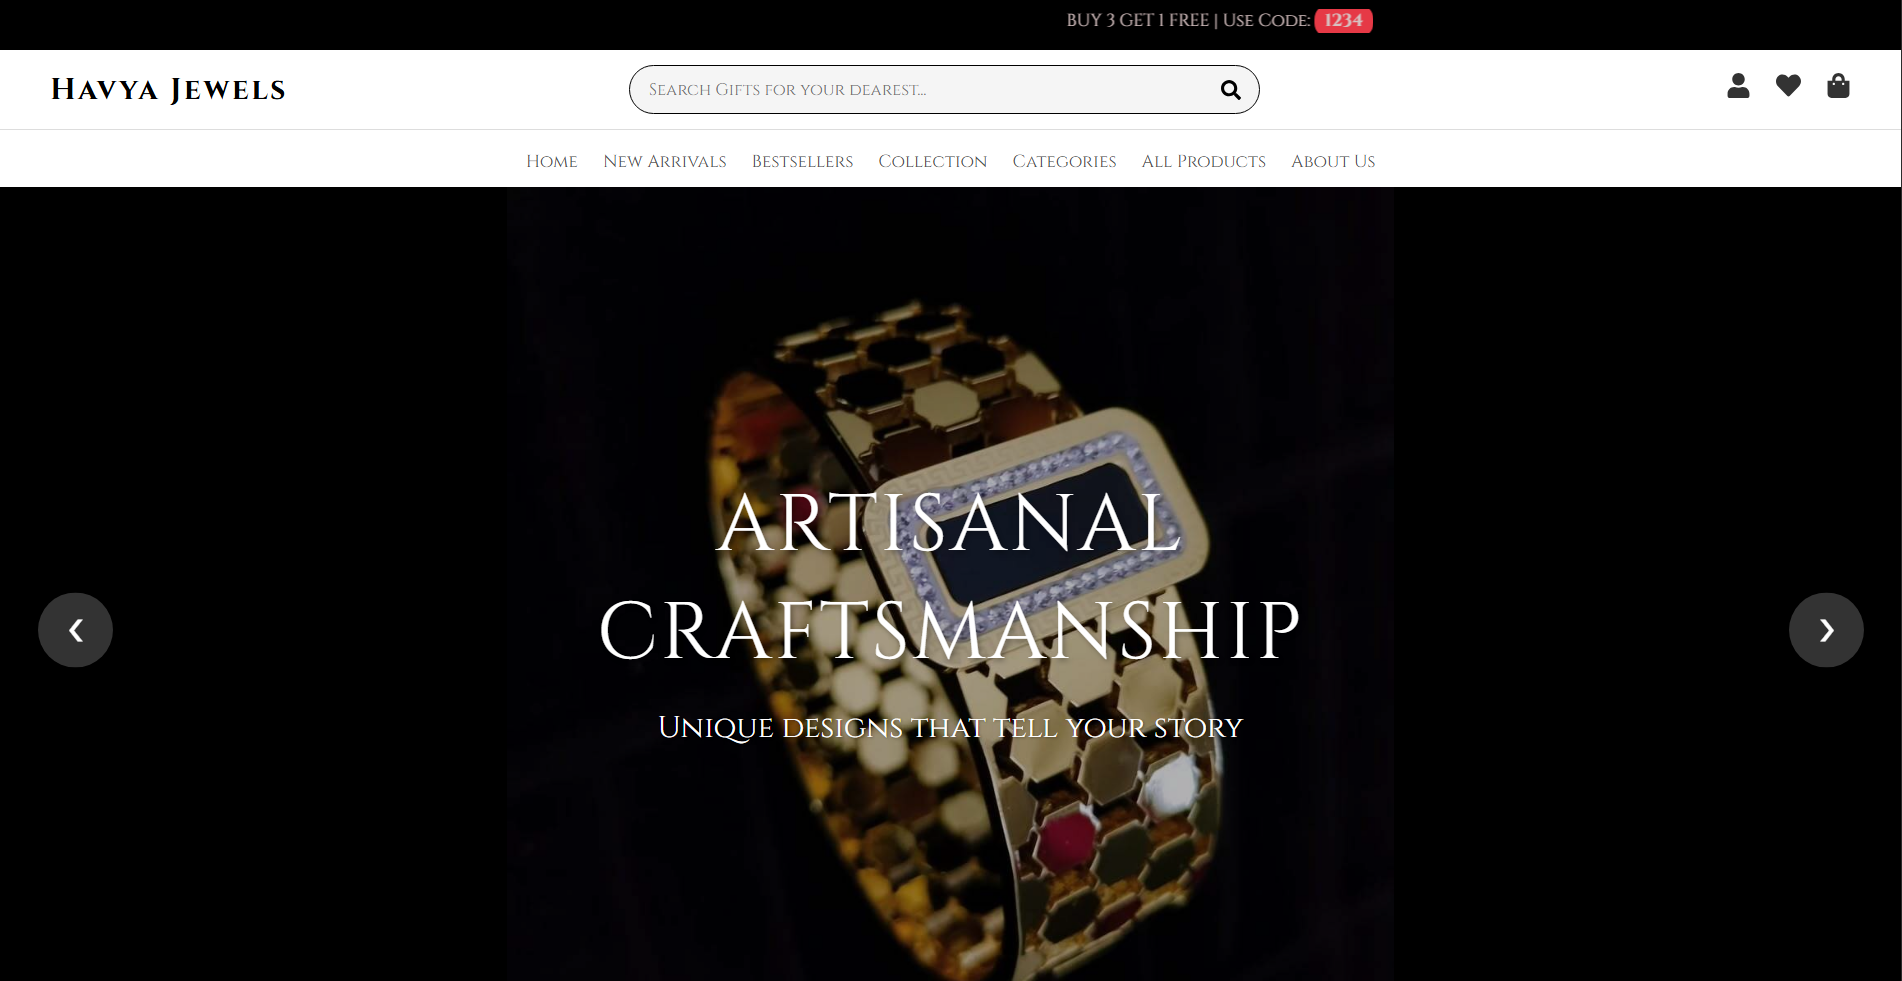 BUY 3 GET 1 FREE | Use Code: 1234
Havya Jewels
Search Gifts for your dearest...
Home New Arrivals Bestsellers Collection Categories All Products About Us
ARTISANAL
CRAFTSMANSHIP
Unique designs that tell your story